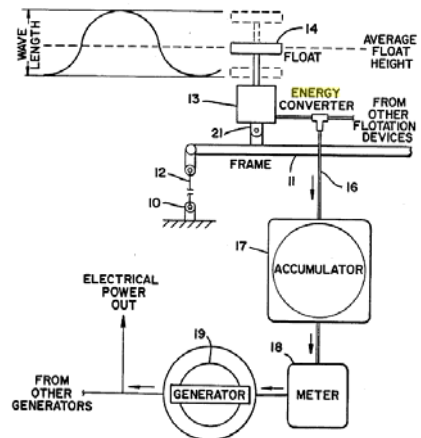 WAVE
LENGTH
14
FLOAT
AVERAGE
FLOAT
HEIGHT
13
ENERGY
CONVERTER
FROM
OTHER
FLOTATION
DEVICES
21
FRAME
11
12
16
10
17
ACCUMULATOR
ELECTRICAL
POWER
OUT
19
18
GENERATOR
METER
FROM
OTHER
GENERATORS